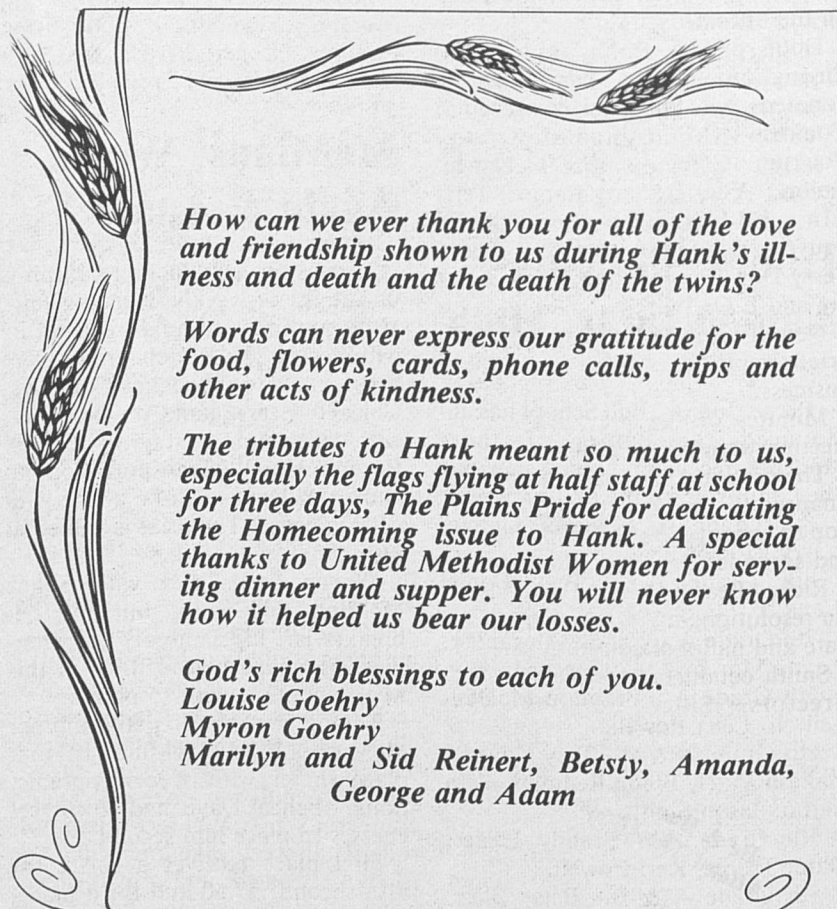 How can we ever thank you for all of the love
and friendship shown to us during Hank's ill-
ness and death and the death of the twins?
Words can never express our gratitude for the
food, flowers, cards, phone calls, trips and
other acts of kindness.
The tributes to Hank meant so much to us,
especially the flags flying at half staff at school
for three days, The Plains Pride for dedicating
the Homecoming issue to Hank. A special
thanks to United Methodist Women for serv-
ing dinner and supper. You will never know
how it helped us bear our losses.
God's rich blessings to each of you.
Louise Goehry
Myron Goehry
Marilyn and Sid Reinert, Betsty, Amanda,
George and Adam